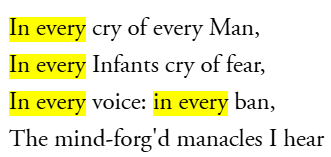 In every cry of every Man,
In every Infants cry of fear,
In every voice: in every ban,
The mind-forg'd manacles I hear